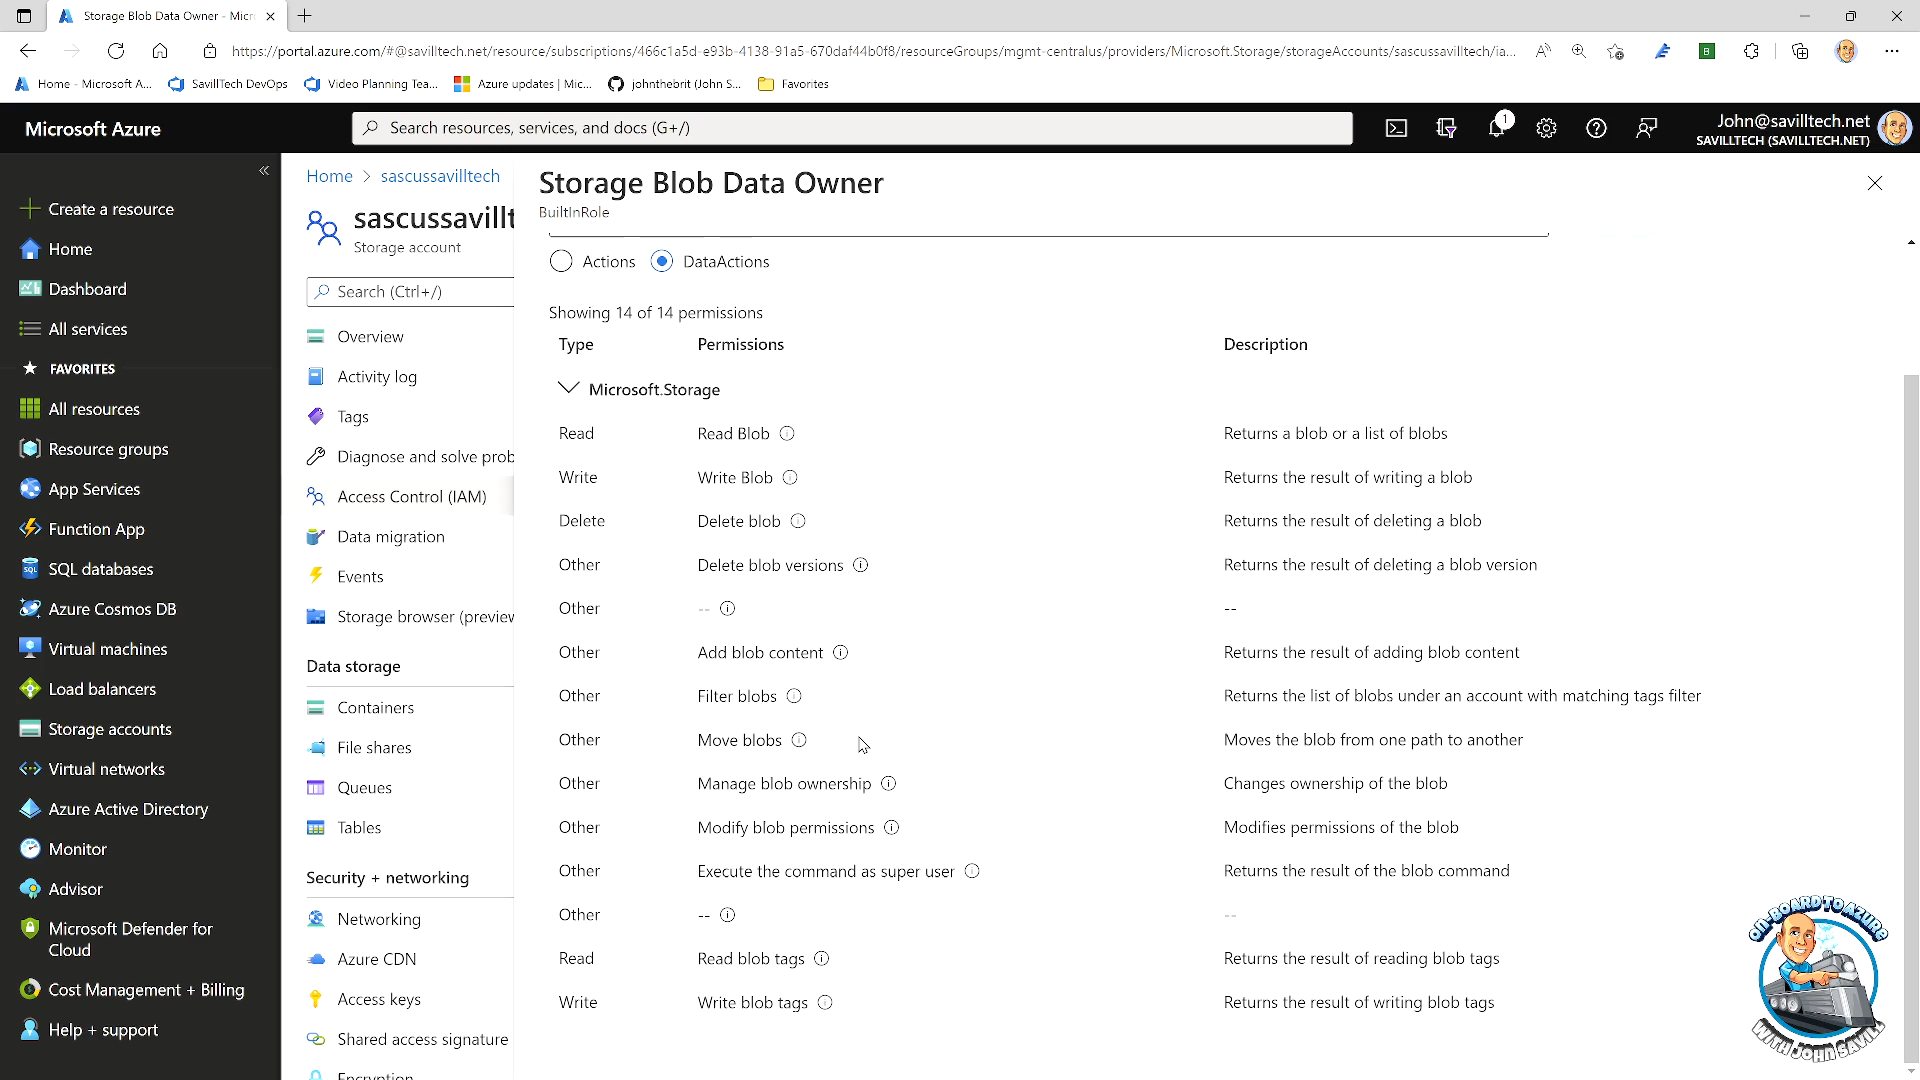 Storage Blob Data Owner - Micr
https://portal.azure.com/#@savilltech.net/resource/subscriptions/466c1a5d-e93b-4138-91a5-670daf44b0f8/resourceGroups/mgmt-centralus/providers/Microsoft.Storage/storageAccounts/sascussavilltech/ia...
Home - Microsoft A... SavillTech DevOps Video Planning Tea... Azure updates | Mic... johnthebrit (John S... Favorites
Microsoft Azure
Search resources, services, and docs (G+/)
1
John@savilltech.net
SAVILLTECH (SAVILLTECH.NET)
Create a resource
Home
Dashboard
All services
FAVORITES
All resources
Resource groups
App Services
Function App
SQL databases
Azure Cosmos DB
Virtual machines
Load balancers
Storage accounts
Virtual networks
Azure Active Directory
Monitor
Advisor
Microsoft Defender for
Cloud
Cost Management + Billing
Help + support
Home > sascussavilltech
sascussavillt
Storage account
Search (Ctrl+/)
Overview
Activity log
Tags
Diagnose and solve prob
Access Control (IAM)
Data migration
Events
Storage browser (preview
Data storage
Containers
File shares
Queues
Tables
Security + networking
Networking
Azure CDN
Access keys
Shared access signature
Encryption
Storage Blob Data Owner
BuiltInRole
Actions DataActions
Showing 14 of 14 permissions
Type Permissions Description
Microsoft.Storage
Read Read Blob Returns a blob or a list of blobs
Write Write Blob Returns the result of writing a blob
Delete Delete blob Returns the result of deleting a blob
Other Delete blob versions Returns the result of deleting a blob version
Other -- --
Other Add blob content Returns the result of adding blob content
Other Filter blobs Returns the list of blobs under an account with matching tags filter
Other Move blobs Moves the blob from one path to another
Other Manage blob ownership Changes ownership of the blob
Other Modify blob permissions Modifies permissions of the blob
Other Execute the command as super user Returns the result of the blob command
Other -- --
Read Read blob tags Returns the result of reading blob tags
Write Write blob tags Returns the result of writing blob tags
ON-BOARD TO AZURE
WITH JOHN SAVILL